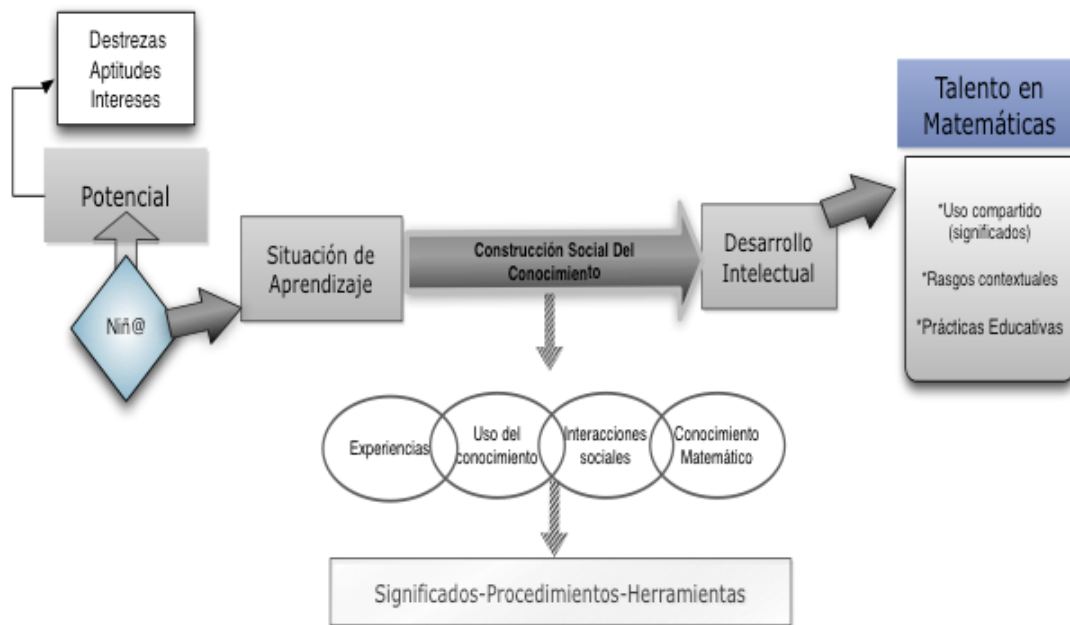 Destrezas
Aptitudes
Intereses
Potencial
Niñ@
Situación de
Aprendizaje
Construcción Social Del
Conocimiento
Desarrollo
Intelectual
Talento en
Matemáticas
*Uso compartido
(significados)
*Rasgos contextuales
*Prácticas Educativas
Experiencias
Uso del
conocimiento
Interacciones
sociales
Conocimiento
Matemático
Significados-Procedimientos-Herramientas